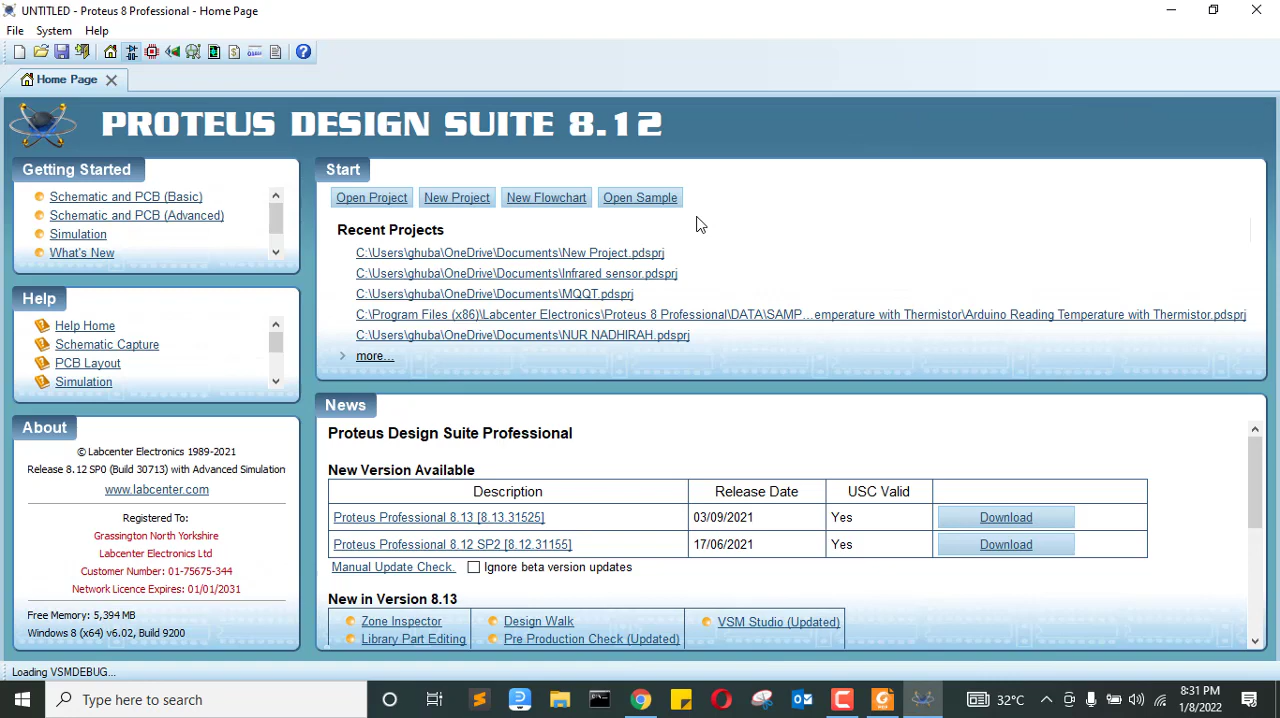 UNTITLED - Proteus 8 Professional - Home Page
File System Help
Home Page
PROTEUS DESIGN SUITE 8.12
Getting Started
Schematic and PCB (Basic)
Schematic and PCB (Advanced)
Simulation
What's New
Help
Help Home
Schematic Capture
PCB Layout
Simulation
About
© Labcenter Electronics 1989-2021
Release 8.12 SP0 (Build 30713) with Advanced Simulation
www.labcenter.com
Registered To:
Grassington North Yorkshire
Labcenter Electronics Ltd
Customer Number: 01-75675-344
Network Licence Expires: 01/01/2031
Free Memory: 5,394 MB
Windows 8 (x64) v6.02, Build 9200
Start
Open Project New Project New Flowchart Open Sample
Recent Projects
C:\Users\ghuba\OneDrive\Documents\New Project.pdsprj
C:\Users\ghuba\OneDrive\Documents\Infrared sensor.pdsprj
C:\Users\ghuba\OneDrive\Documents\MQQT.pdsprj
C:\Program Files (x86)\Labcenter Electronics\Proteus 8 Professional\DATA\SAMP...emperature with Thermistor\Arduino Reading Temperature with Thermistor.pdsprj
C:\Users\ghuba\OneDrive\Documents\NUR NADHIRAH.pdsprj
more...
News
Proteus Design Suite Professional
New Version Available
Description Release Date USC Valid
Proteus Professional 8.13 [8.13.31525] 03/09/2021 Yes Download
Proteus Professional 8.12 SP2 [8.12.31155] 17/06/2021 Yes Download
Manual Update Check. Ignore beta version updates
New in Version 8.13
Zone Inspector Design Walk VSM Studio (Updated)
Library Part Editing Pre Production Check (Updated)
Loading VSMDEBUG...
Type here to search
32°C
8:31 PM
1/8/2022